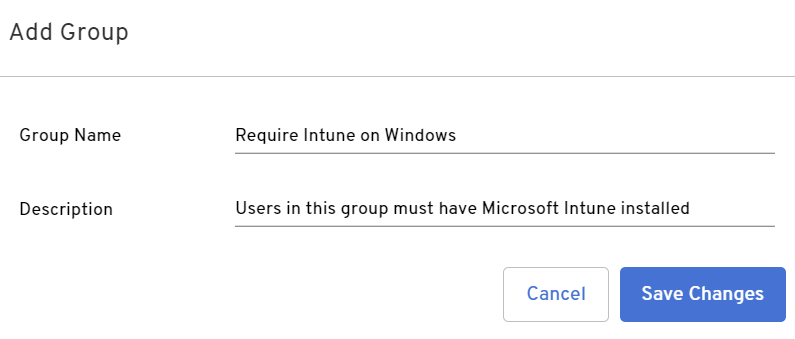 Add Group
Group Name Require Intune on Windows
Description Users in this group must have Microsoft Intune installed
Cancel Save Changes